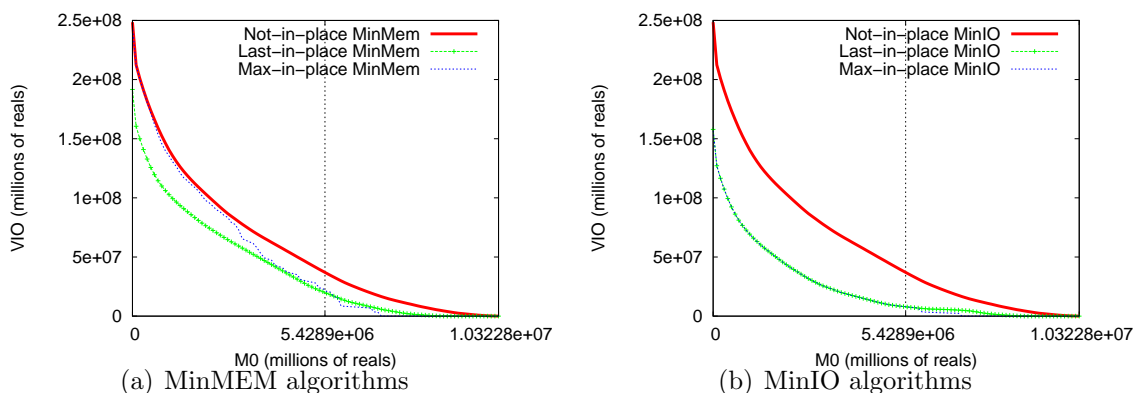 2.5e+08
2e+08
1.5e+08
1e+08
5e+07
0
VIO (millions of reals)
Not-in-place MinMem
Last-in-place MinMem
Max-in-place MinMem
0 5.42899e+06 1.03228e+07
M0 (millions of reals)
(a) MinMEM algorithms
2.5e+08
2e+08
1.5e+08
1e+08
5e+07
0
VIO (millions of reals)
Not-in-place MinIO
Last-in-place MinIO
Max-in-place MinIO
0 5.4289e+06 1.03228e+07
M0 (millions of reals)
(b) MinIO algorithms